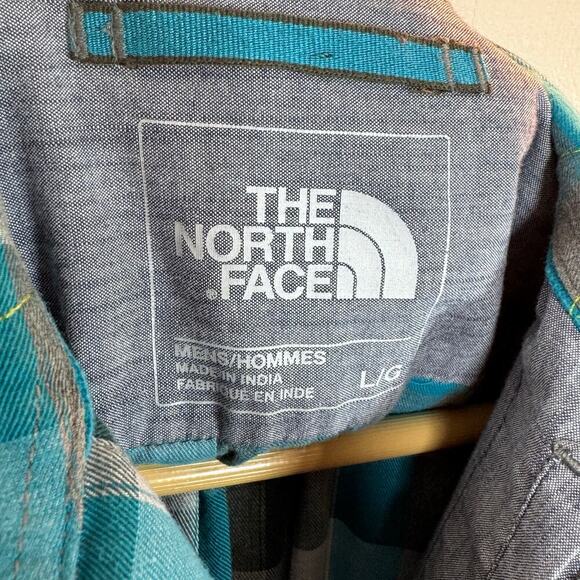 THE
NORTH
FACE
MENS/HOMMES
MADE IN INDIA
FABRIQUE EN INDE
L/G